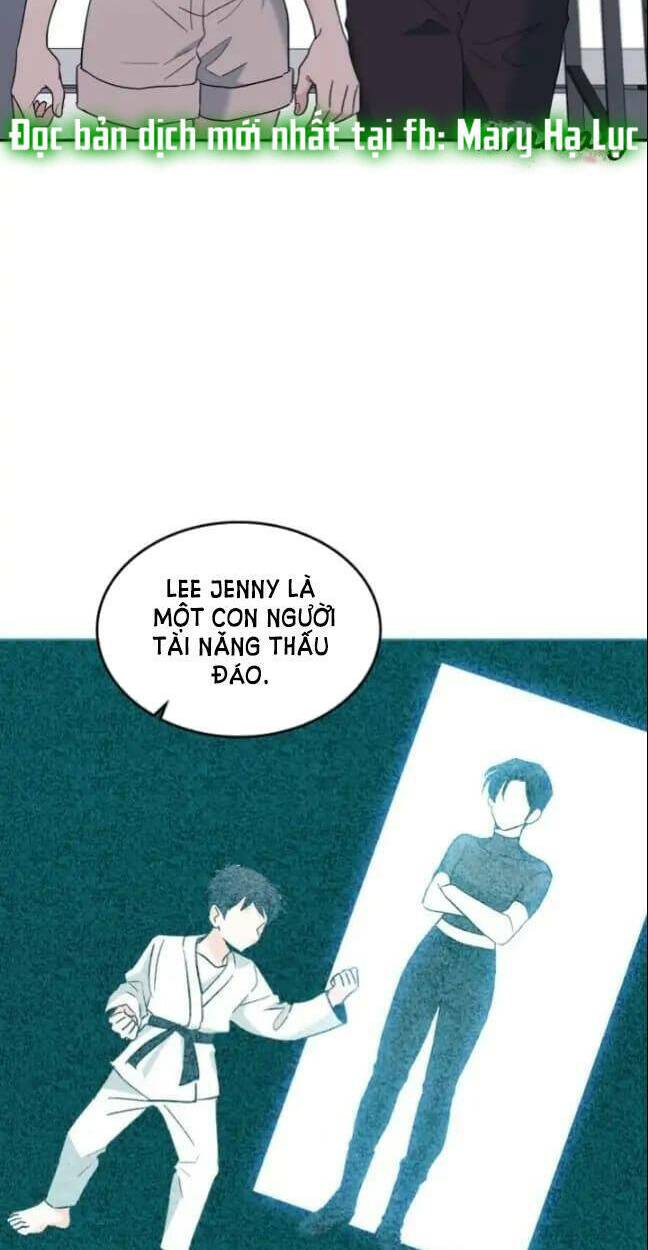 Đọc bản dịch mới nhất tại fb: Mary Hạ Lục
LEE JENNY LÀ
MỘT CON NGƯỜI
TÀI NĂNG THẤU
ĐÁO.